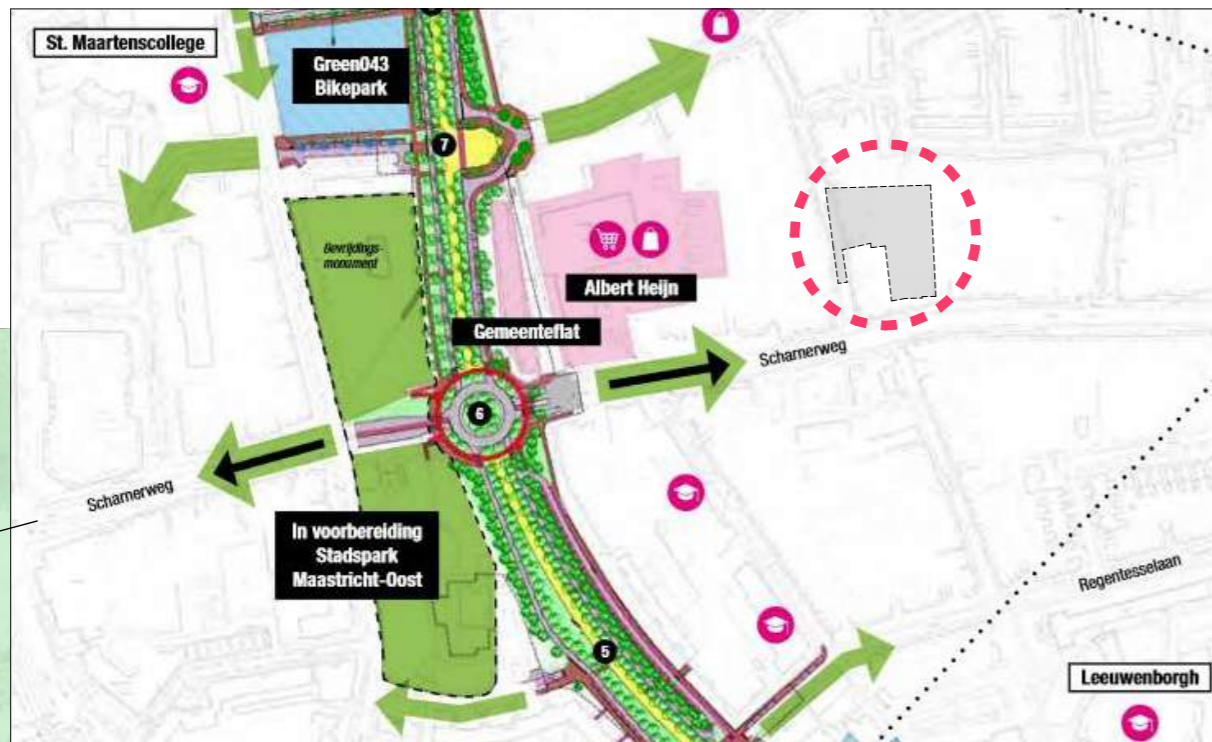 St. Maartenscollege
Green043
Bikepark
7
Bevrijdings-
monument
Albert Heijn
Gemeenteflat
Scharnerweg
6
Scharnerweg
In voorbereiding
Stadspark
Maastricht-Oost
Regentesselaan
5
Leeuwenborgh